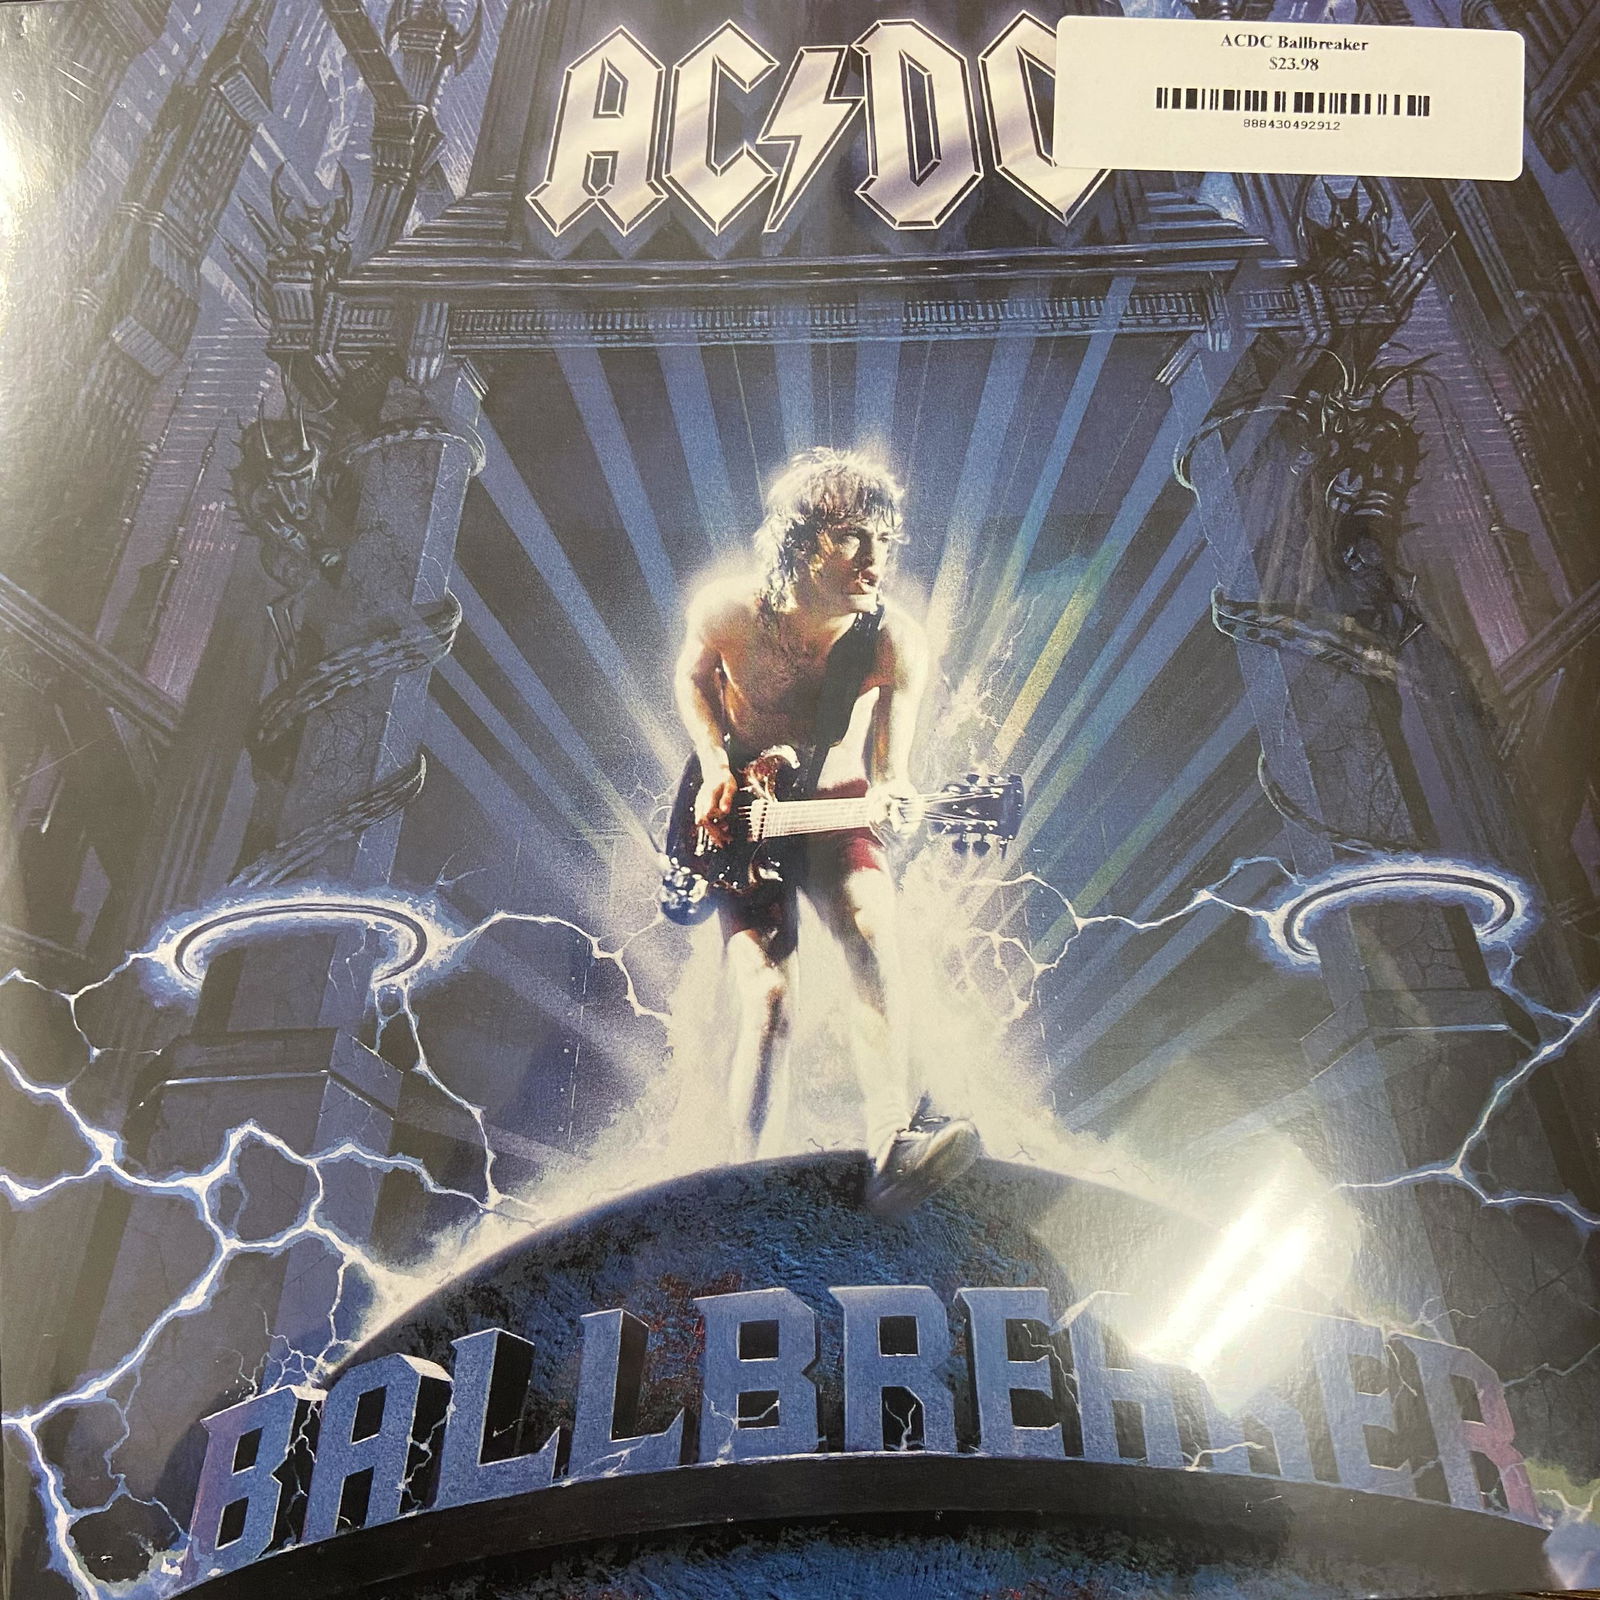 AC⚡DC
ACDC Ballbreaker
$23.98
888430492912
BALLBREAKER